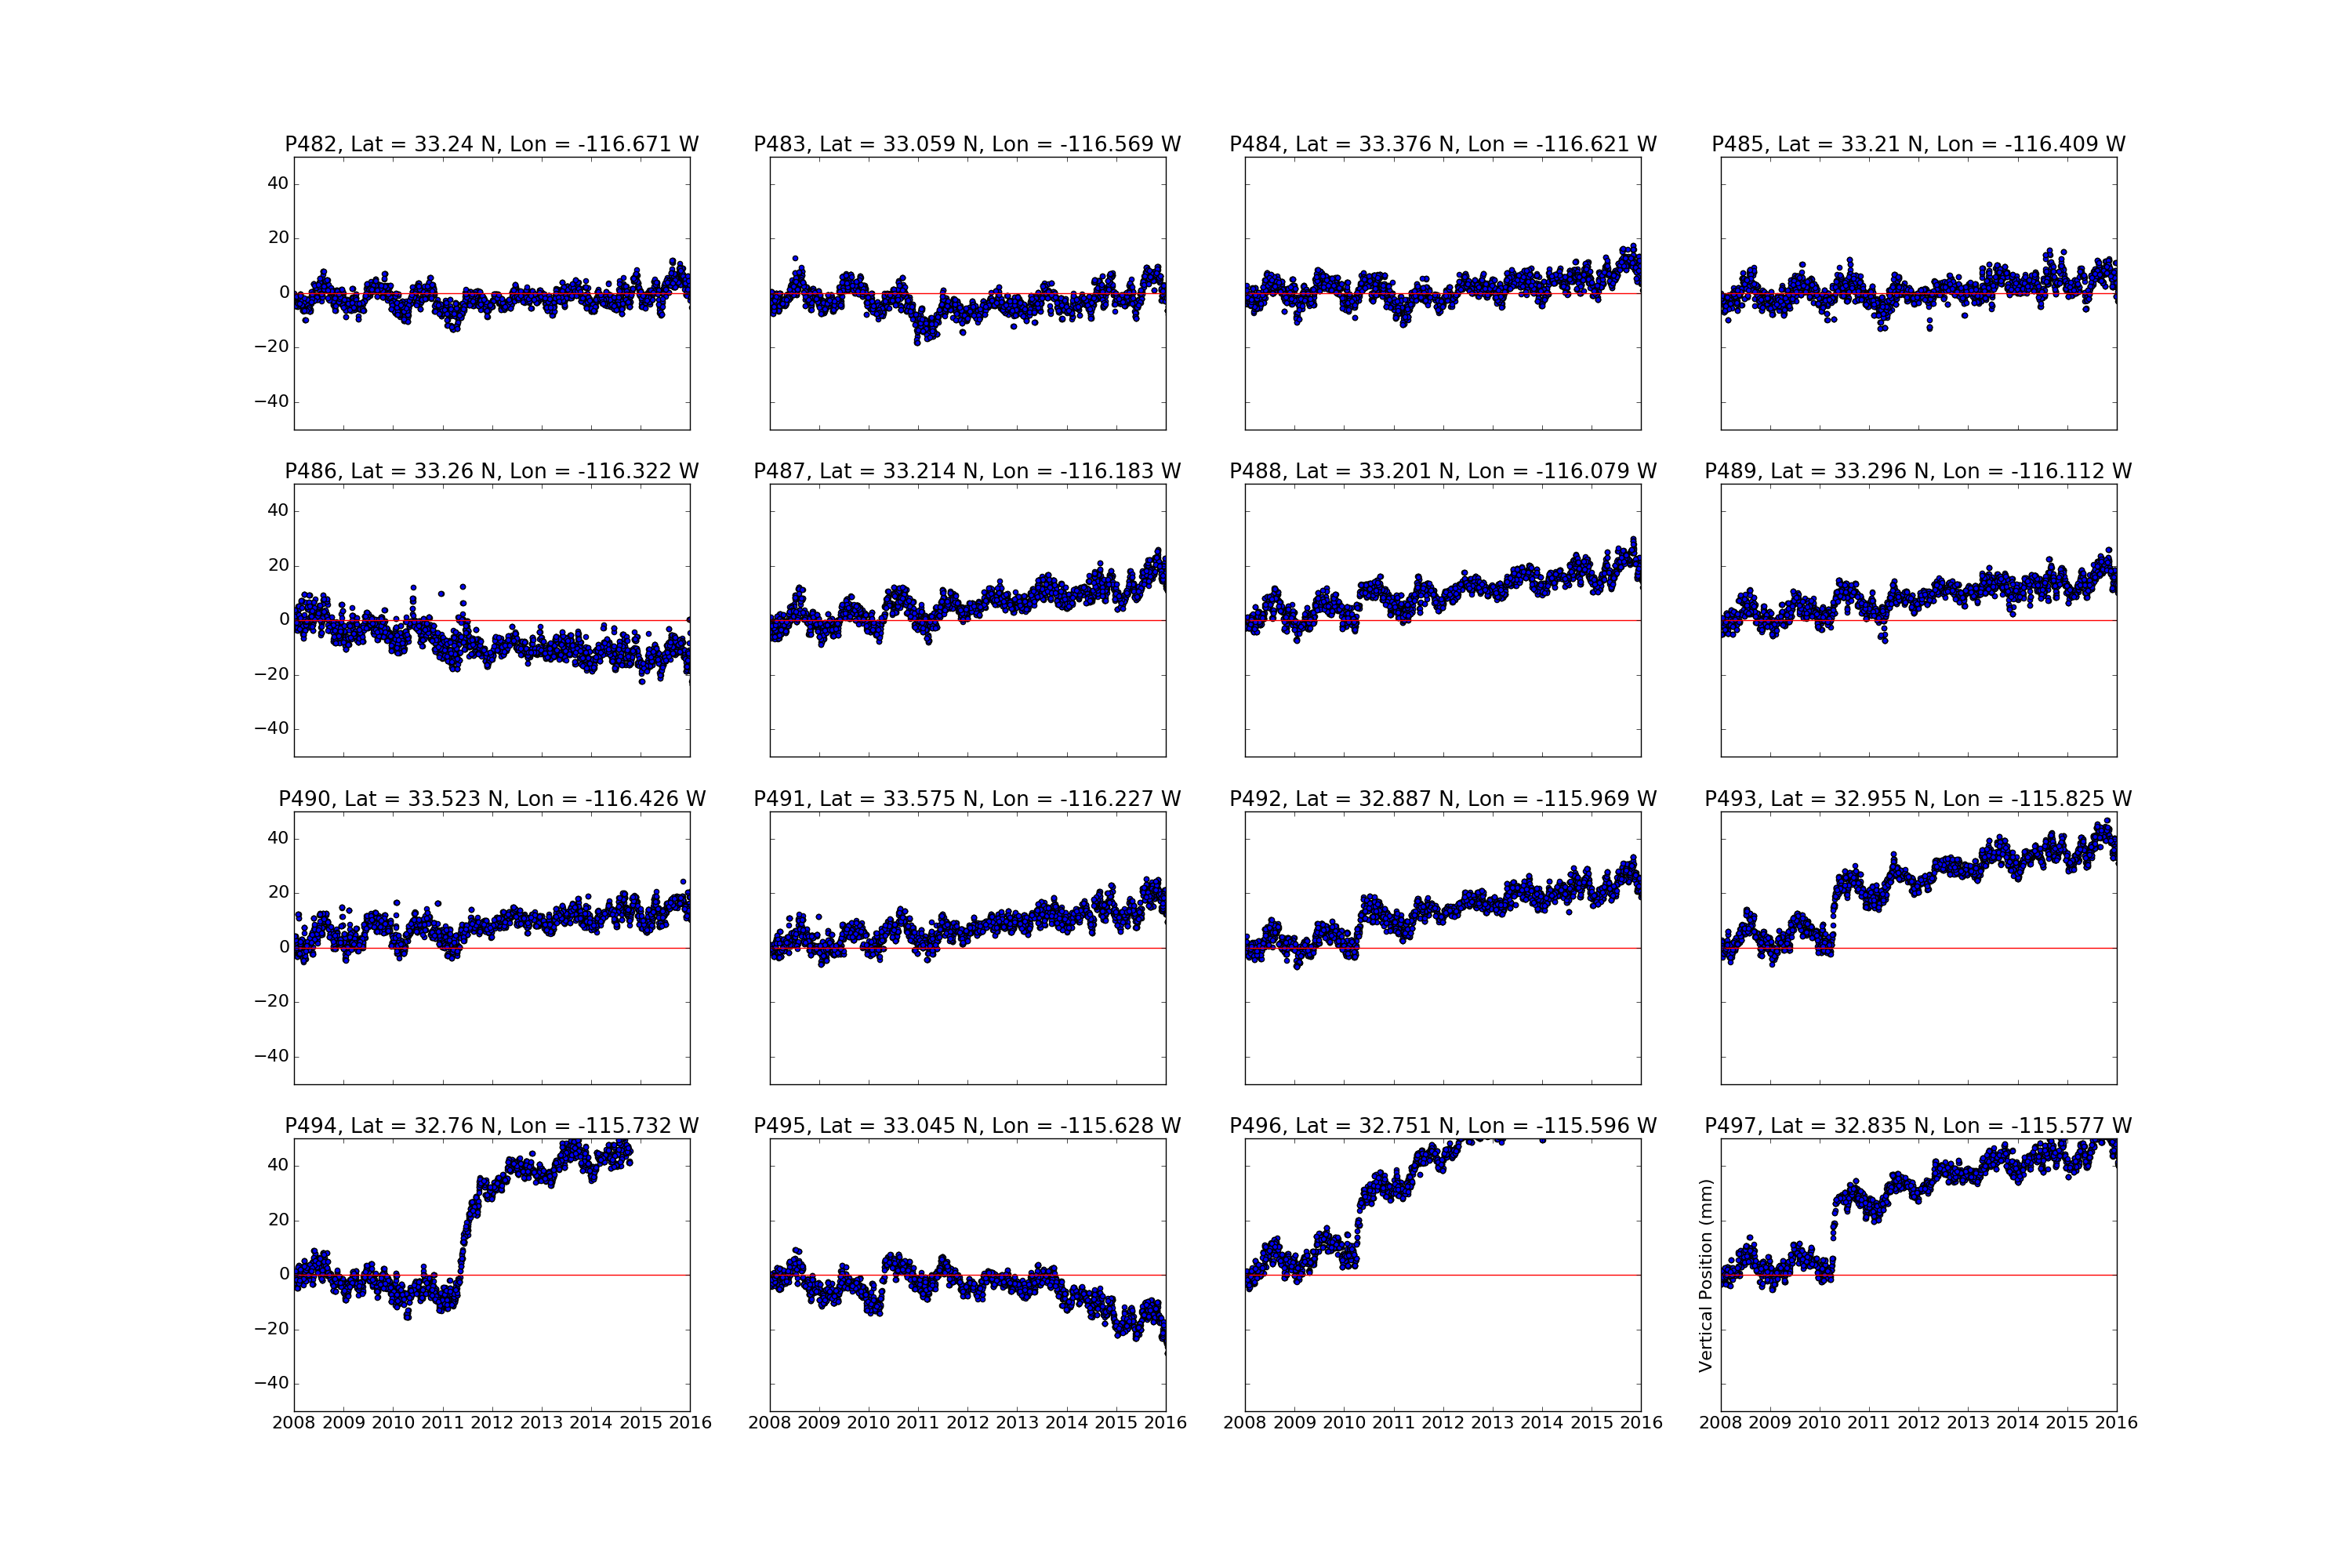 P482, Lat = 33.24 N, Lon = -116.671 W
P483, Lat = 33.059 N, Lon = -116.569 W
P484, Lat = 33.376 N, Lon = -116.621 W
P485, Lat = 33.21 N, Lon = -116.409 W
40
20
0
−20
−40
P486, Lat = 33.26 N, Lon = -116.322 W
P487, Lat = 33.214 N, Lon = -116.183 W
P488, Lat = 33.201 N, Lon = -116.079 W
P489, Lat = 33.296 N, Lon = -116.112 W
40
20
0
−20
−40
P490, Lat = 33.523 N, Lon = -116.426 W
P491, Lat = 33.575 N, Lon = -116.227 W
P492, Lat = 32.887 N, Lon = -115.969 W
P493, Lat = 32.955 N, Lon = -115.825 W
40
20
0
−20
−40
P494, Lat = 32.76 N, Lon = -115.732 W
P495, Lat = 33.045 N, Lon = -115.628 W
P496, Lat = 32.751 N, Lon = -115.596 W
P497, Lat = 32.835 N, Lon = -115.577 W
40
20
0
−20
−40
Vertical Position (mm)
2008 2009 2010 2011 2012 2013 2014 2015 2016
2008 2009 2010 2011 2012 2013 2014 2015 2016
2008 2009 2010 2011 2012 2013 2014 2015 2016
2008 2009 2010 2011 2012 2013 2014 2015 2016